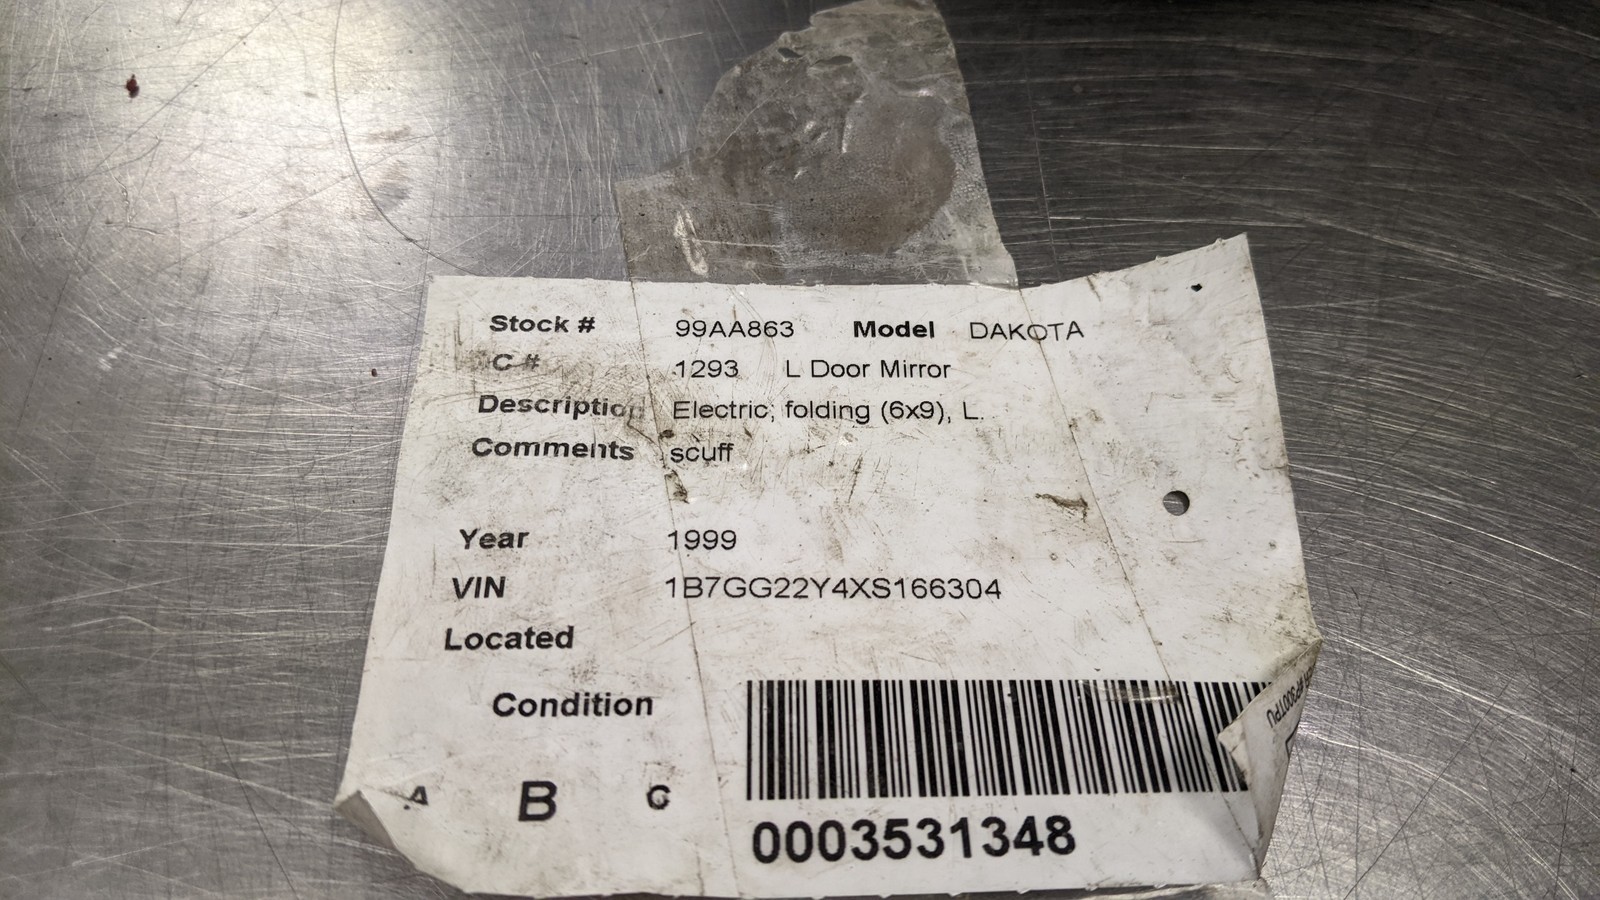 Stock # 99AA863 Model DAKOTA
C # 1293 L Door Mirror
Description Electric, folding (6x9), L.
Comments scuff
Year 1999
VIN 1B7GG22Y4XS166304
Located
Condition
A B C
0003531348